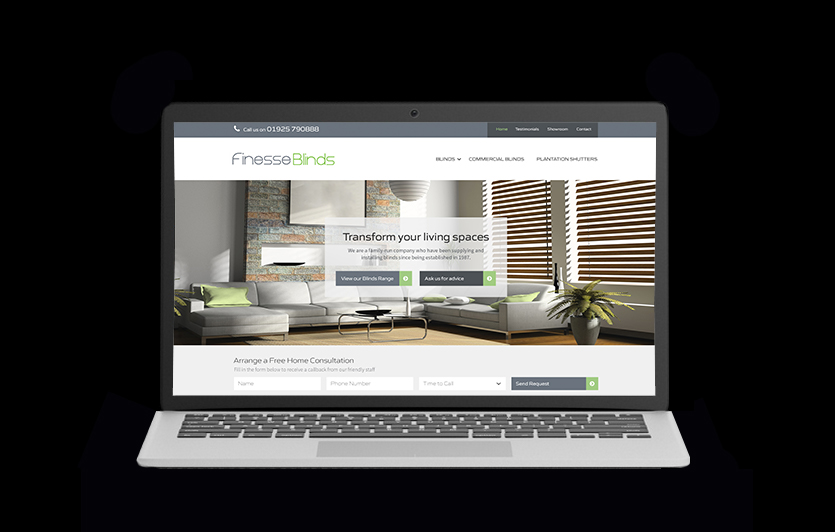 Call us on 01925 790888
Home Testimonials Showroom Contact
Finesse Blinds
BLINDS COMMERCIAL BLINDS PLANTATION SHUTTERS
Transform your living spaces
We are a family run company who have been supplying and
installing blinds since being established in 1987.
View our Blinds Range Ask us for advice
Arrange a Free Home Consultation
Fill in the form below to receive a callback from our friendly staff
Name Phone Number Time to Call Send Request